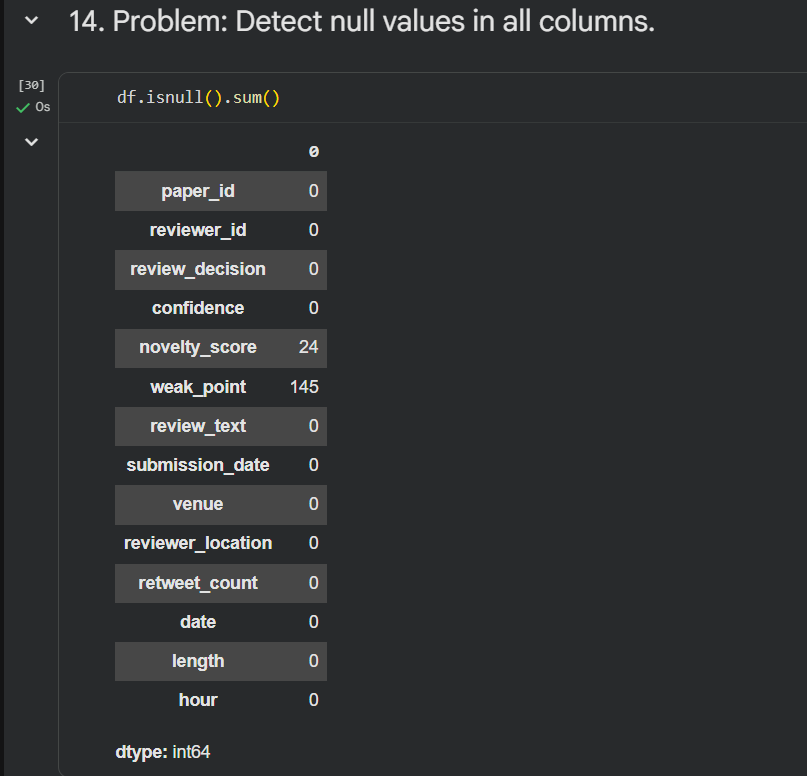 14. Problem: Detect null values in all columns.
[30]
0s
df.isnull().sum()
0
paper_id 0
reviewer_id 0
review_decision 0
confidence 0
novelty_score 24
weak_point 145
review_text 0
submission_date 0
venue 0
reviewer_location 0
retweet_count 0
date 0
length 0
hour 0
dtype: int64